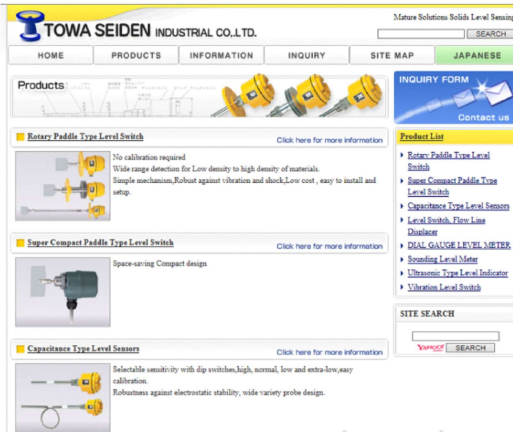 TOWA SEIDEN INDUSTRIAL CO.,LTD.
Mature Solutions Solids Level Sensing
SEARCH
HOME
PRODUCTS
INFORMATION
INQUIRY
SITE MAP
JAPANESE
Products
INQUIRY FORM
Contact us
Rotary Paddle Type Level Switch
Click here for more information
No calibration required
Wide range detection for Low density to high density of materials.
Simple mechanism,Robust against vibration and shock,Low cost , easy to install and
setup.
Super Compact Paddle Type Level Switch
Click here for more information
Space-saving Compact design
Capacitance Type Level Sensors
Click here for more information
Selectable sensitivity with dip switches,high, normal, low and extra-low,easy
calibration.
Robustness against electrostatic stability, wide variety probe design.
Product List
Rotary Paddle Type Level
Switch
Super Compact Paddle Type
Level Switch
Capacitance Type Level Sensors
Level Switch, Flow Line
Displacer
DIAL GAUGE LEVEL METER
Sounding Level Meter
Ultrasonic Type Level Indicator
Vibration Level Switch
SITE SEARCH
YAHOO!
SEARCH